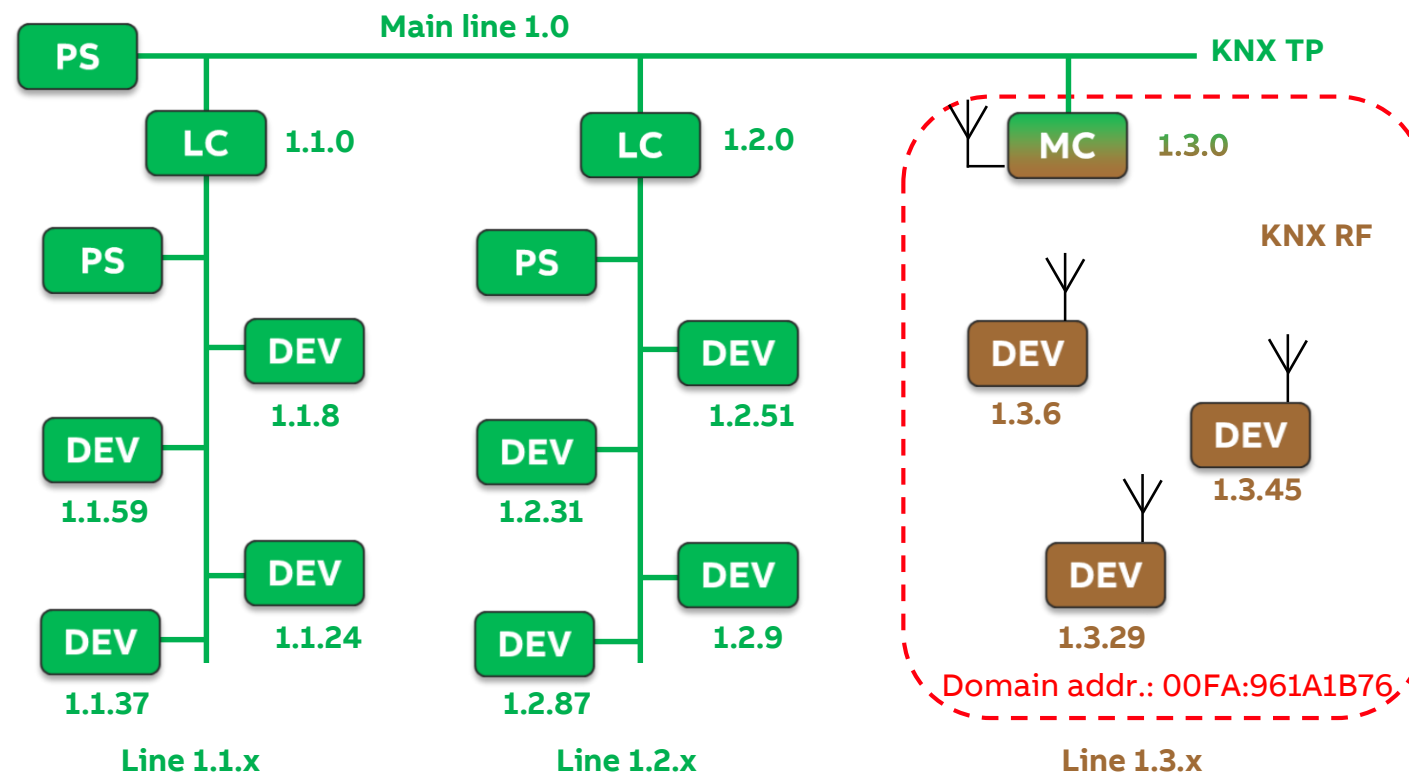 Main line 1.0
PS
KNX TP
LC
1.1.0
LC
1.2.0
MC
1.3.0
KNX RF
PS
PS
DEV
1.1.8
DEV
1.2.51
DEV
1.3.6
DEV
1.3.45
DEV
1.1.59
DEV
1.2.31
DEV
1.1.24
DEV
1.2.9
DEV
1.3.29
DEV
1.1.37
DEV
1.2.87
Domain addr.: 00FA:961A1B76
Line 1.1.x
Line 1.2.x
Line 1.3.x